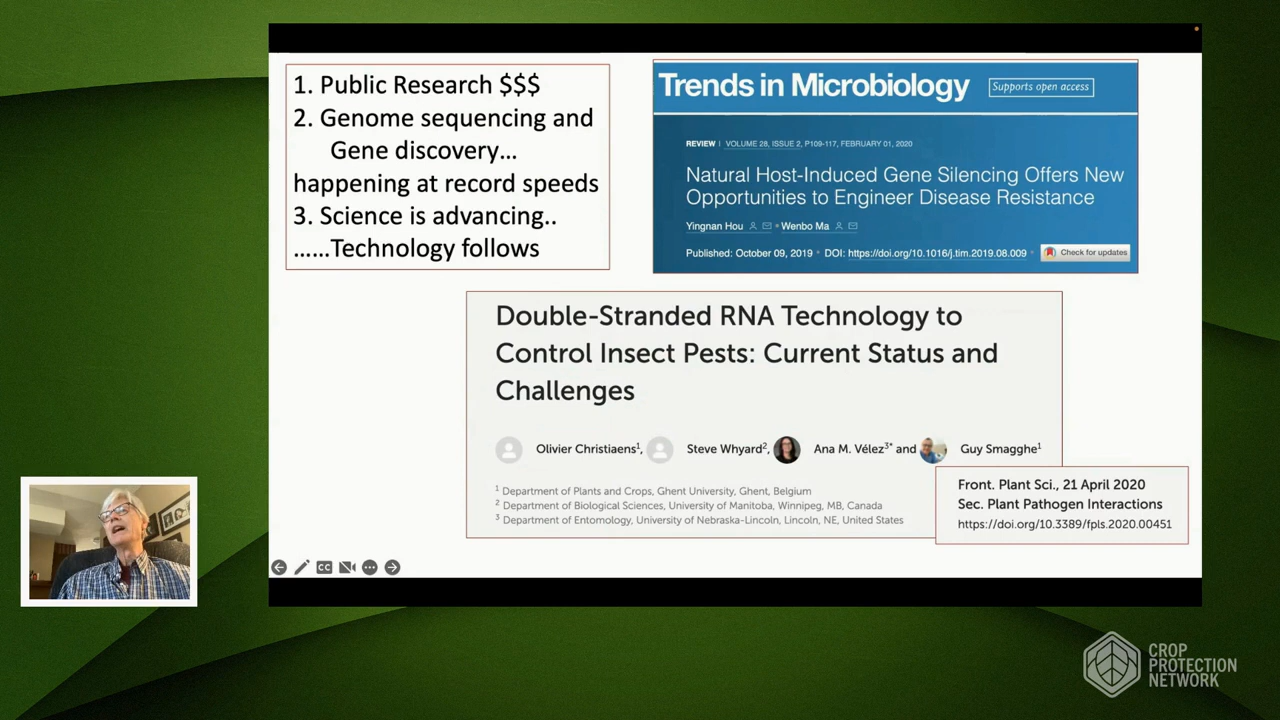 1. Public Research $$$
2. Genome sequencing and
Gene discovery...
happening at record speeds
3. Science is advancing..
......Technology follows
Trends in Microbiology
Supports open access
REVIEW | VOLUME 28, ISSUE 2, P109-117, FEBRUARY 01, 2020
Natural Host-Induced Gene Silencing Offers New
Opportunities to Engineer Disease Resistance
Yingnan Hou • Wenbo Ma
Published: October 09, 2019 • DOI: https://doi.org/10.1016/j.tim.2019.08.009 •
Check for updates
Double-Stranded RNA Technology to
Control Insect Pests: Current Status and
Challenges
Olivier Christiaens1, Steve Whyard2, Ana M. Vélez3* and Guy Smagghe1
1 Department of Plants and Crops, Ghent University, Ghent, Belgium
2 Department of Biological Sciences, University of Manitoba, Winnipeg, MB, Canada
3 Department of Entomology, University of Nebraska-Lincoln, Lincoln, NE, United States
Front. Plant Sci., 21 April 2020
Sec. Plant Pathogen Interactions
https://doi.org/10.3389/fpls.2020.00451
CC
CROP
PROTECTION
NETWORK